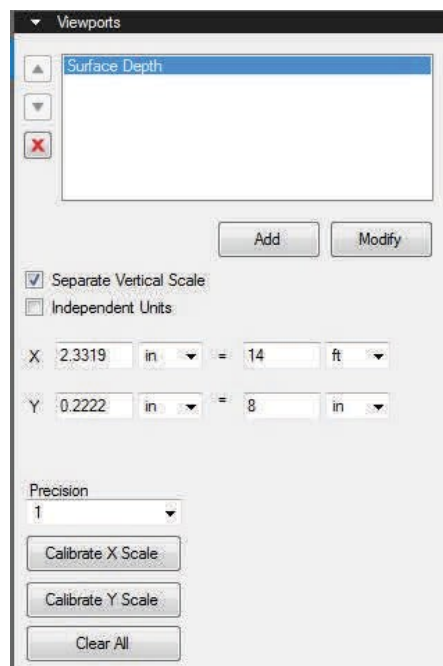 Viewports
Surface Depth
Add Modify
Separate Vertical Scale
Independent Units
X 2.3319 in = 14 ft
Y 0.2222 in = 8 in
Precision
1
Calibrate X Scale
Calibrate Y Scale
Clear All